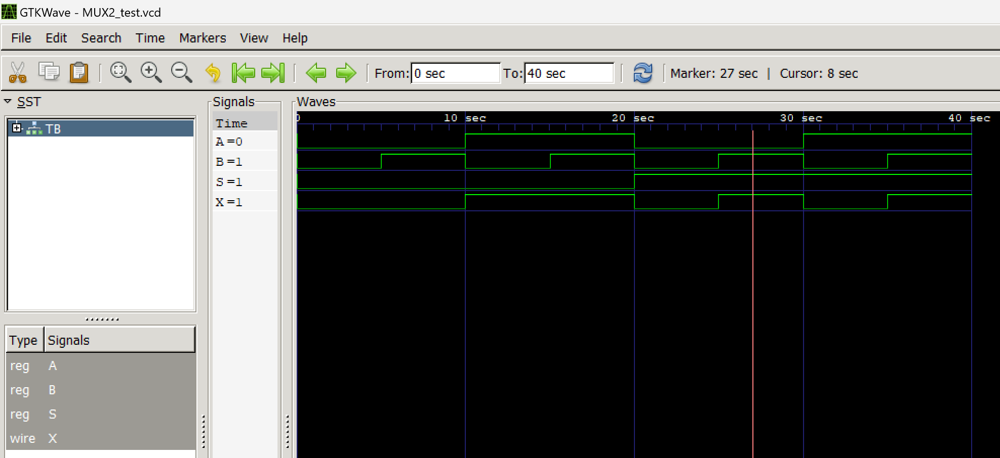 GTKWave - MUX2_test.vcd
File Edit Search Time Markers View Help
From: 0 sec To: 40 sec Marker: 27 sec | Cursor: 8 sec
SST
TB
Type Signals
reg A
reg B
reg S
wire X
Signals
Time
A =0
B =1
S =1
X =1
Waves
0 10 sec 20 sec 30 sec 40 sec